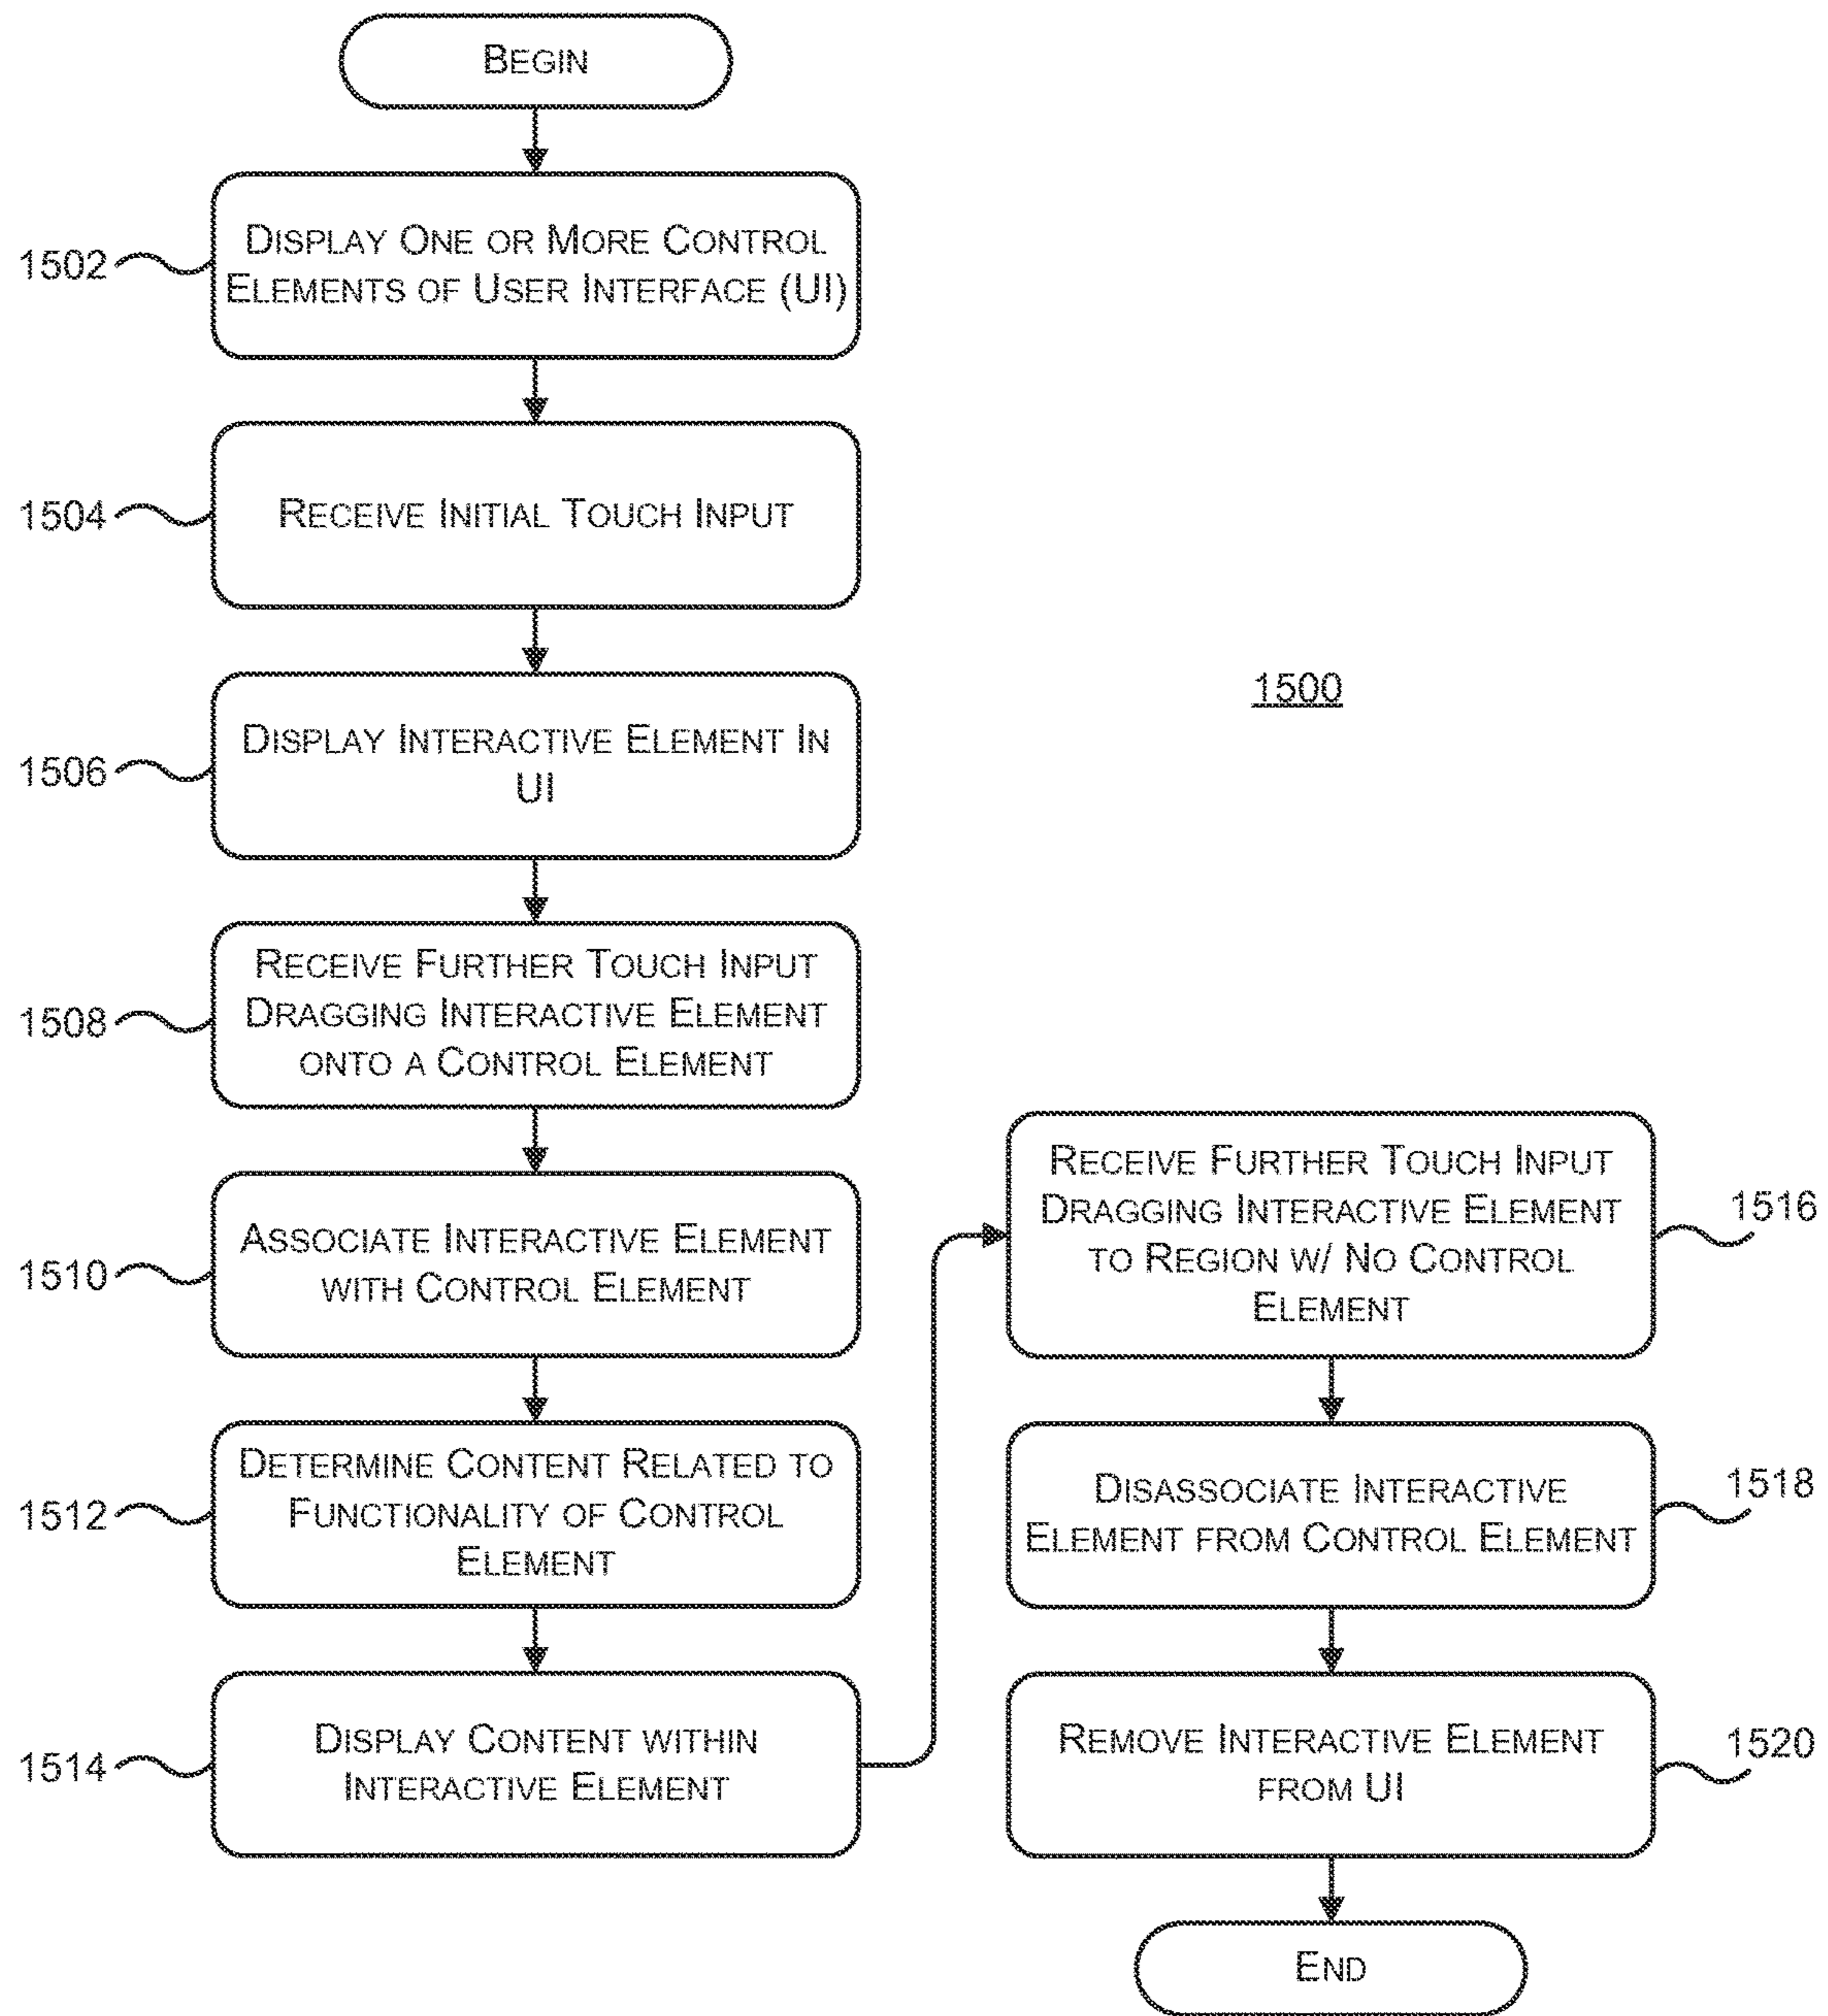 BEGIN
1502
DISPLAY ONE OR MORE CONTROL
ELEMENTS OF USER INTERFACE (UI)
1504
RECEIVE INITIAL TOUCH INPUT
1506
DISPLAY INTERACTIVE ELEMENT IN
UI
1500
1508
RECEIVE FURTHER TOUCH INPUT
DRAGGING INTERACTIVE ELEMENT
ONTO A CONTROL ELEMENT
1510
ASSOCIATE INTERACTIVE ELEMENT
WITH CONTROL ELEMENT
1512
DETERMINE CONTENT RELATED TO
FUNCTIONALITY OF CONTROL
ELEMENT
1514
DISPLAY CONTENT WITHIN
INTERACTIVE ELEMENT
RECEIVE FURTHER TOUCH INPUT
DRAGGING INTERACTIVE ELEMENT
TO REGION W/ NO CONTROL
ELEMENT
1516
DISASSOCIATE INTERACTIVE
ELEMENT FROM CONTROL ELEMENT
1518
REMOVE INTERACTIVE ELEMENT
FROM UI
1520
END